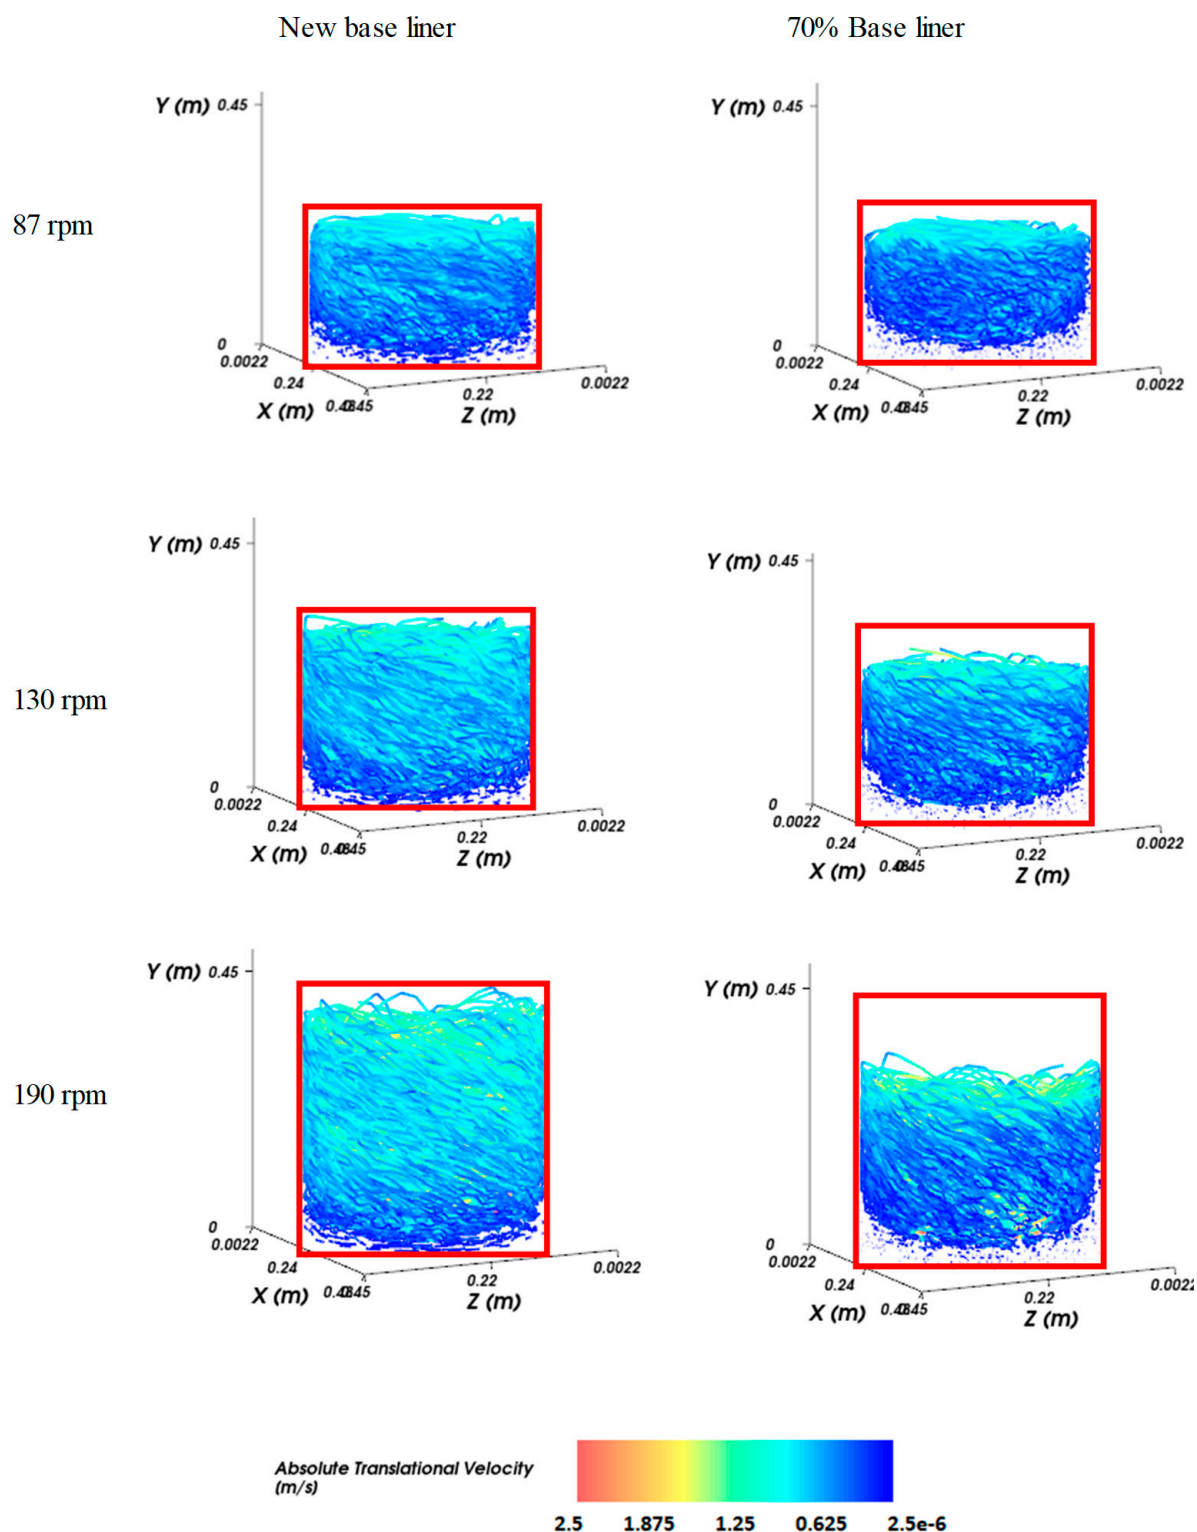 New base liner 70% Base liner
Y (m) 0.45 Y (m) 0.45
87 rpm
0 0
0.0022 0.0022 0.0022 0.0022
0.24 0.22 0.24 0.22
X (m) Z (m) X (m) Z (m)
Y (m) 0.45 Y (m) 0.45
130 rpm
0 0
0.0022 0.0022 0.0022 0.0022
0.24 0.22 0.24 0.22
X (m) Z (m) X (m) Z (m)
Y (m) 0.45 Y (m) 0.45
190 rpm
0 0
0.0022 0.0022 0.0022 0.0022
0.24 0.22 0.24 0.22
X (m) Z (m) X (m) Z (m)
Absolute Translational Velocity
(m/s)
2.5 1.875 1.25 0.625 2.5e-6